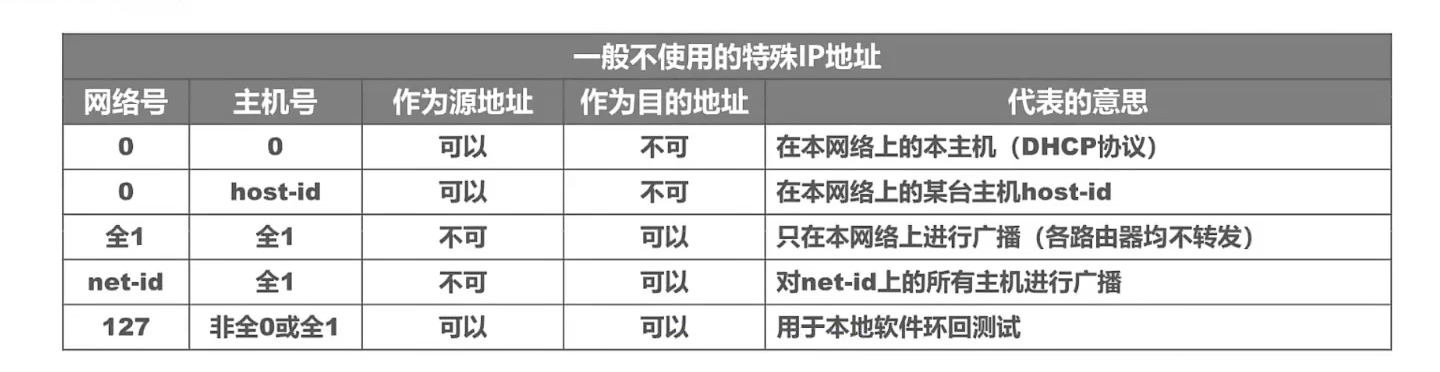 一般不使用的特殊IP地址
网络号 主机号 作为源地址 作为目的地址 代表的意思
0 0 可以 不可 在本网络上的本主机（DHCP协议）
0 host-id 可以 不可 在本网络上的某台主机host-id
全1 全1 不可 可以 只在本网络上进行广播（各路由器均不转发）
net-id 全1 不可 可以 对net-id上的所有主机进行广播
127 非全0或全1 可以 可以 用于本地软件环回测试